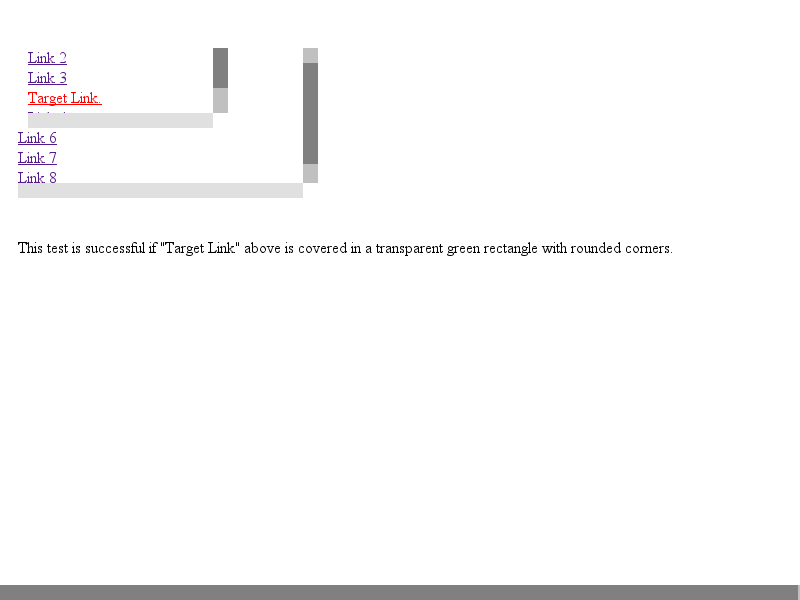 Link 2
Link 3
Target Link.
Link 6
Link 7
Link 8
This test is successful if "Target Link" above is covered in a transparent green rectangle with rounded corners.